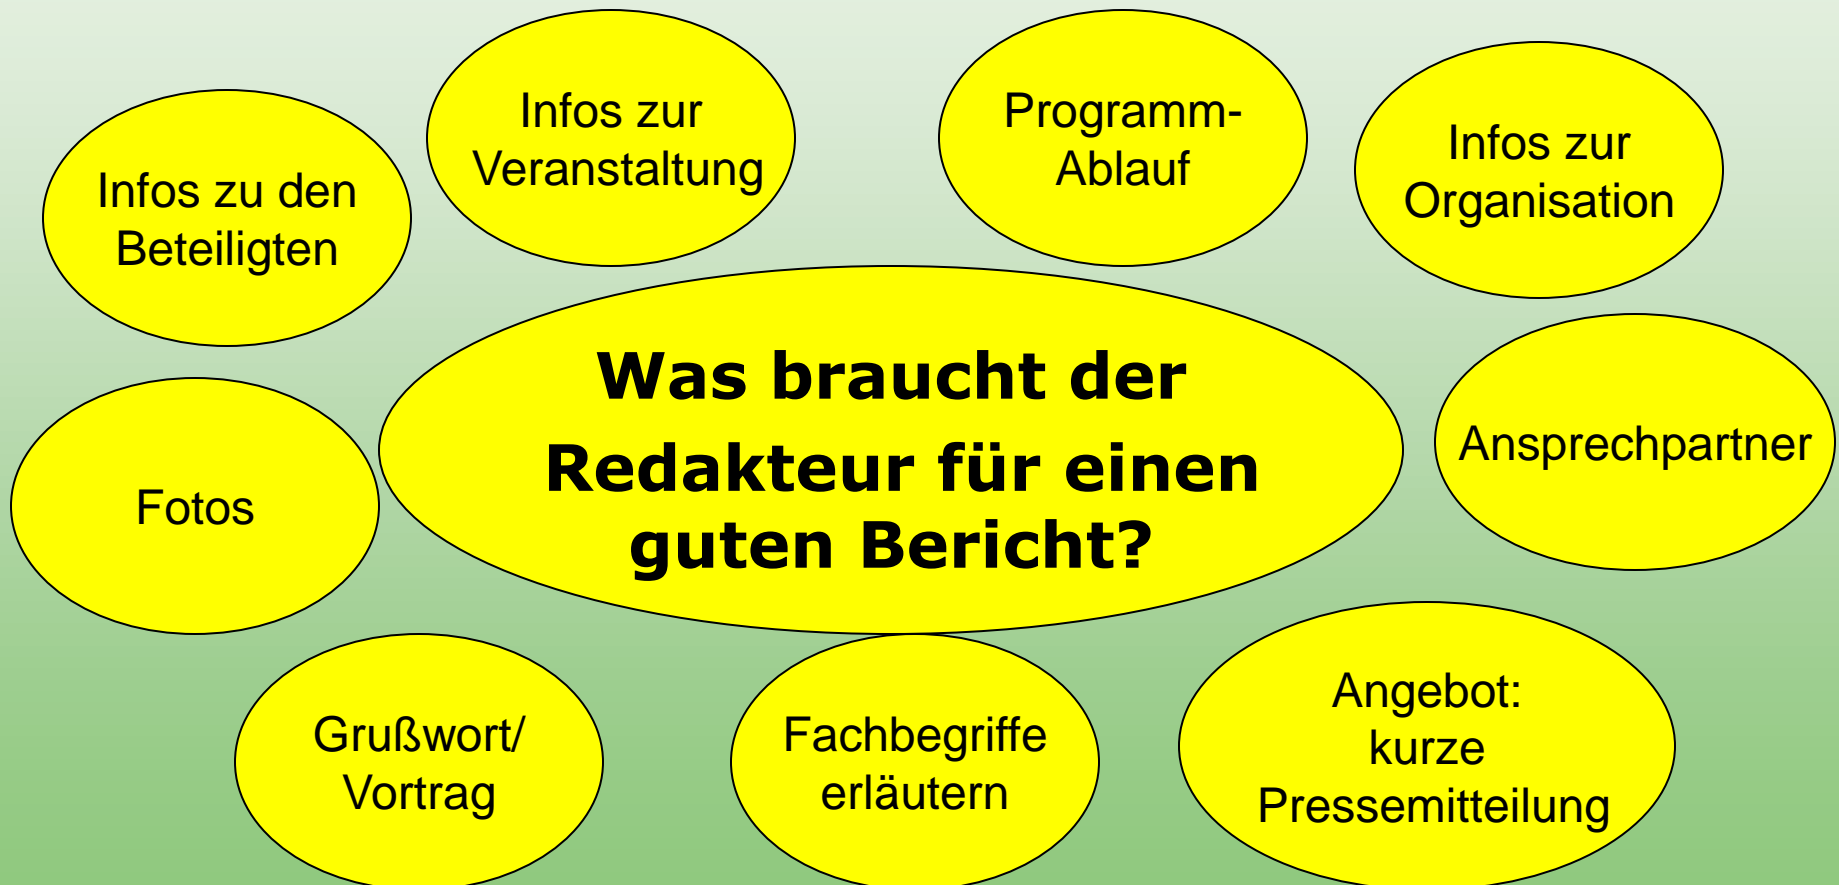 Infos zur
Veranstaltung
Programm-
Ablauf
Infos zur
Organisation
Infos zu den
Beteiligten
Was braucht der
Redakteur für einen
guten Bericht?
Ansprechpartner
Fotos
Grußwort/
Vortrag
Fachbegriffe
erläutern
Angebot:
kurze
Pressemitteilung